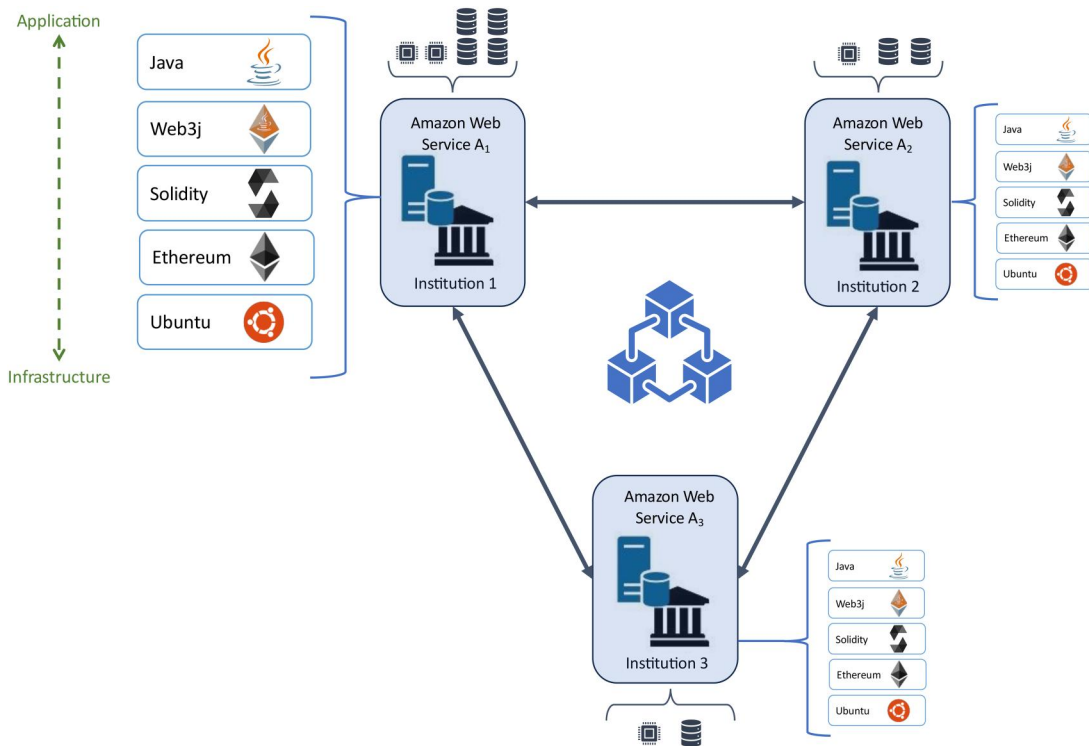 Application
Java
Web3j
Solidity
Ethereum
Ubuntu
Infrastructure
Amazon Web
Service A₁
Institution 1
Amazon Web
Service A₂
Institution 2
Java
Web3j
Solidity
Ethereum
Ubuntu
Amazon Web
Service A₃
Institution 3
Java
Web3j
Solidity
Ethereum
Ubuntu